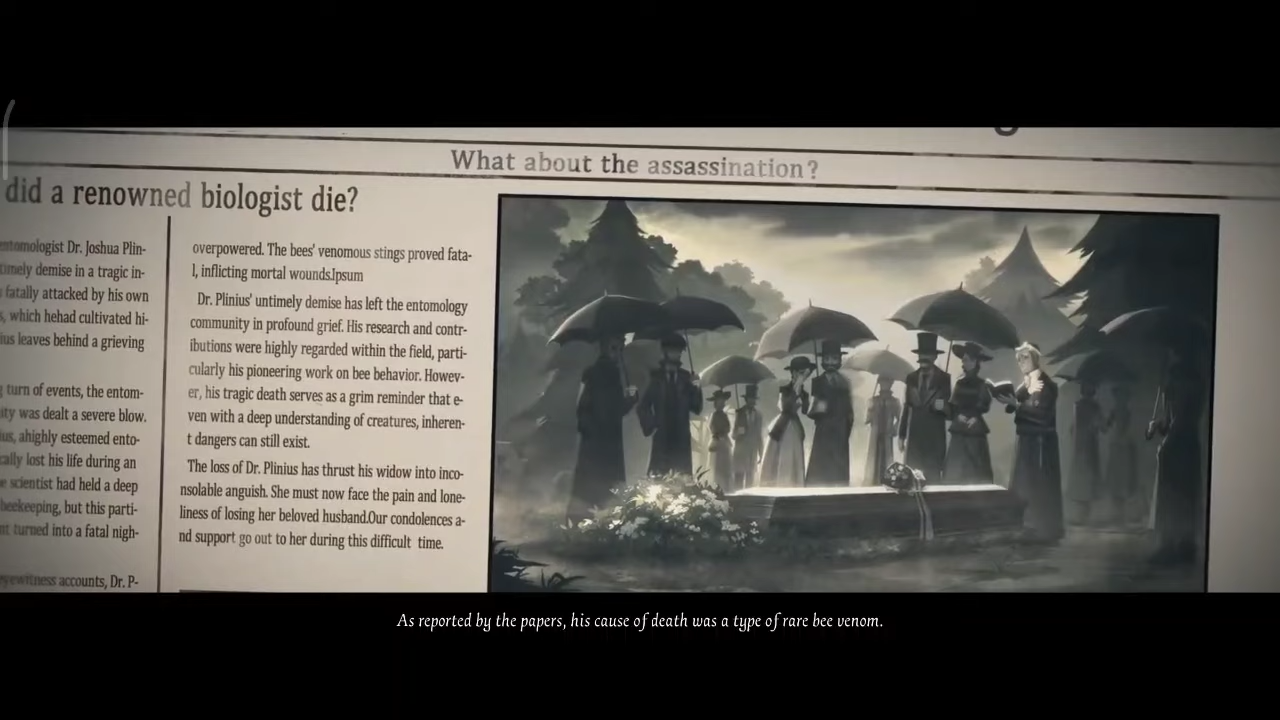 What about the assassination?
did a renowned biologist die?
entomologist Dr. Joshua Plin-
timely demise in a tragic in-
fatally attacked by his own
, which hehad cultivated hi-
ius leaves behind a grieving
turn of events, the entom-
ity was dealt a severe blow.
ius, ahighly esteemed ento-
cally lost his life during an
e scientist had held a deep
beekeeping, but this parti-
nt turned into a fatal nigh-
eyewitness accounts, Dr. P-
overpowered. The bees' venomous stings proved fata-
l, inflicting mortal wounds.Ipsum
Dr. Plinius' untimely demise has left the entomology
community in profound grief. His research and contr-
ibutions were highly regarded within the field, parti-
cularly his pioneering work on bee behavior. Howev-
er, his tragic death serves as a grim reminder that e-
ven with a deep understanding of creatures, inheren-
t dangers can still exist.
The loss of Dr. Plinius has thrust his widow into inco-
nsolable anguish. She must now face the pain and lone-
liness of losing her beloved husband.Our condolences a-
nd support go out to her during this difficult time.
As reported by the papers, his cause of death was a type of rare bee venom.